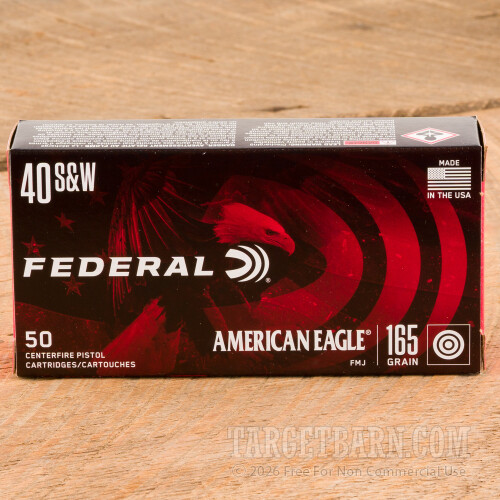 40 S&W
MADE
IN THE USA
FEDERAL®
50
CENTERFIRE PISTOL
CARTRIDGES/CARTOUCHES
AMERICAN EAGLE®
FMJ
165
GRAIN
TARGETBARN.COM
© 2026 Free For Non Commercial Use